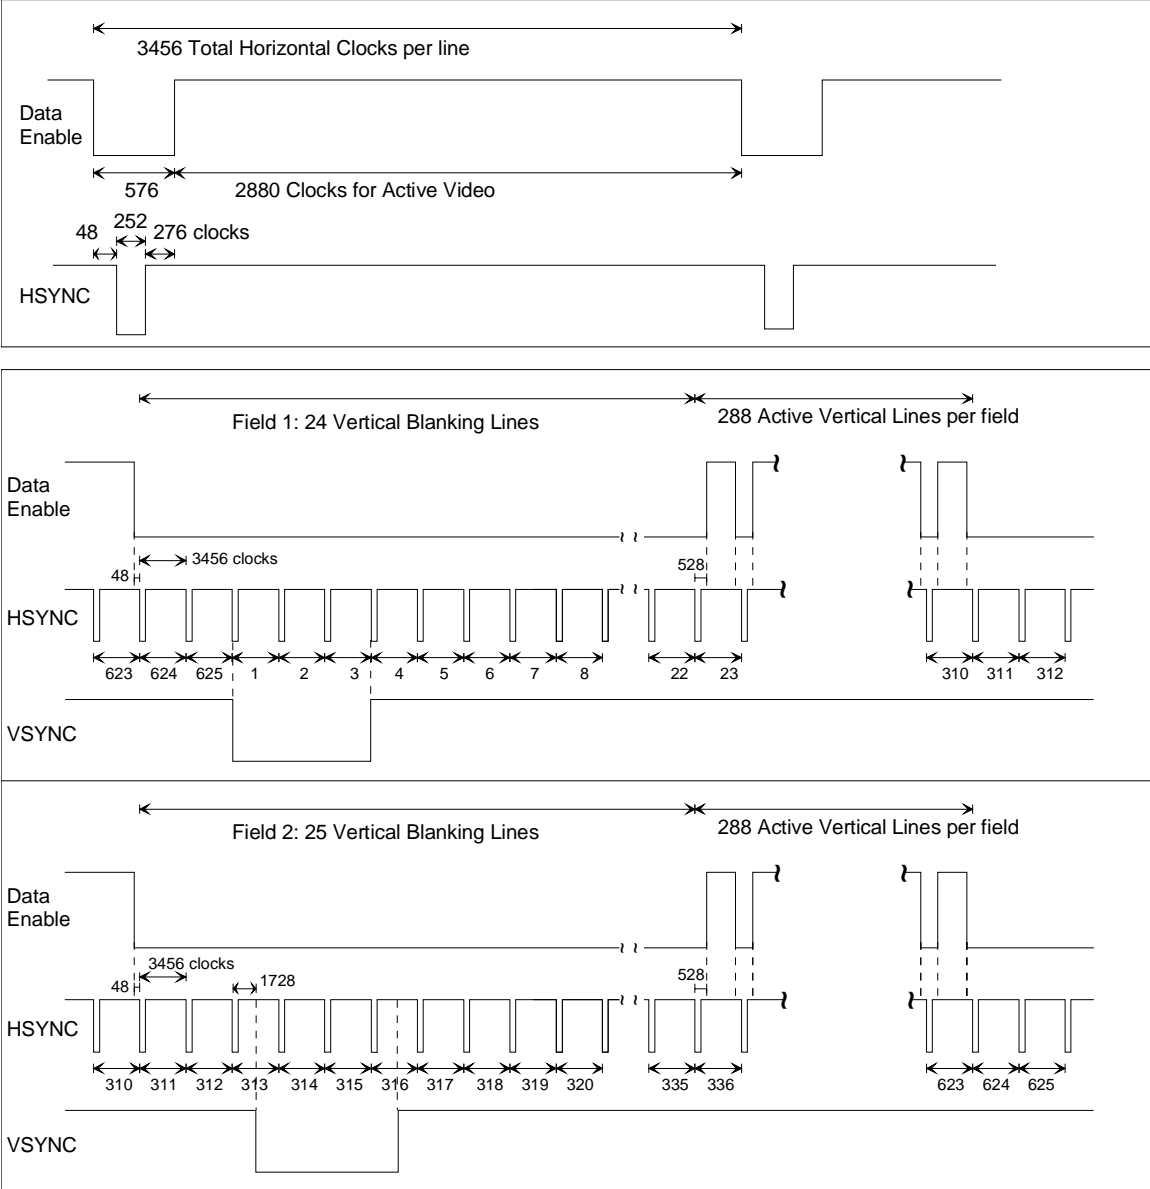 3456 Total Horizontal Clocks per line
Data
Enable
576
2880 Clocks for Active Video
48
252
276 clocks
HSYNC
Field 1: 24 Vertical Blanking Lines
288 Active Vertical Lines per field
Data
Enable
3456 clocks
48
528
HSYNC
623 624 625 1 2 3 4 5 6 7 8 22 23 310 311 312
VSYNC
Field 2: 25 Vertical Blanking Lines
288 Active Vertical Lines per field
Data
Enable
3456 clocks
48
1728
528
HSYNC
310 311 312 313 314 315 316 317 318 319 320 335 336 623 624 625
VSYNC